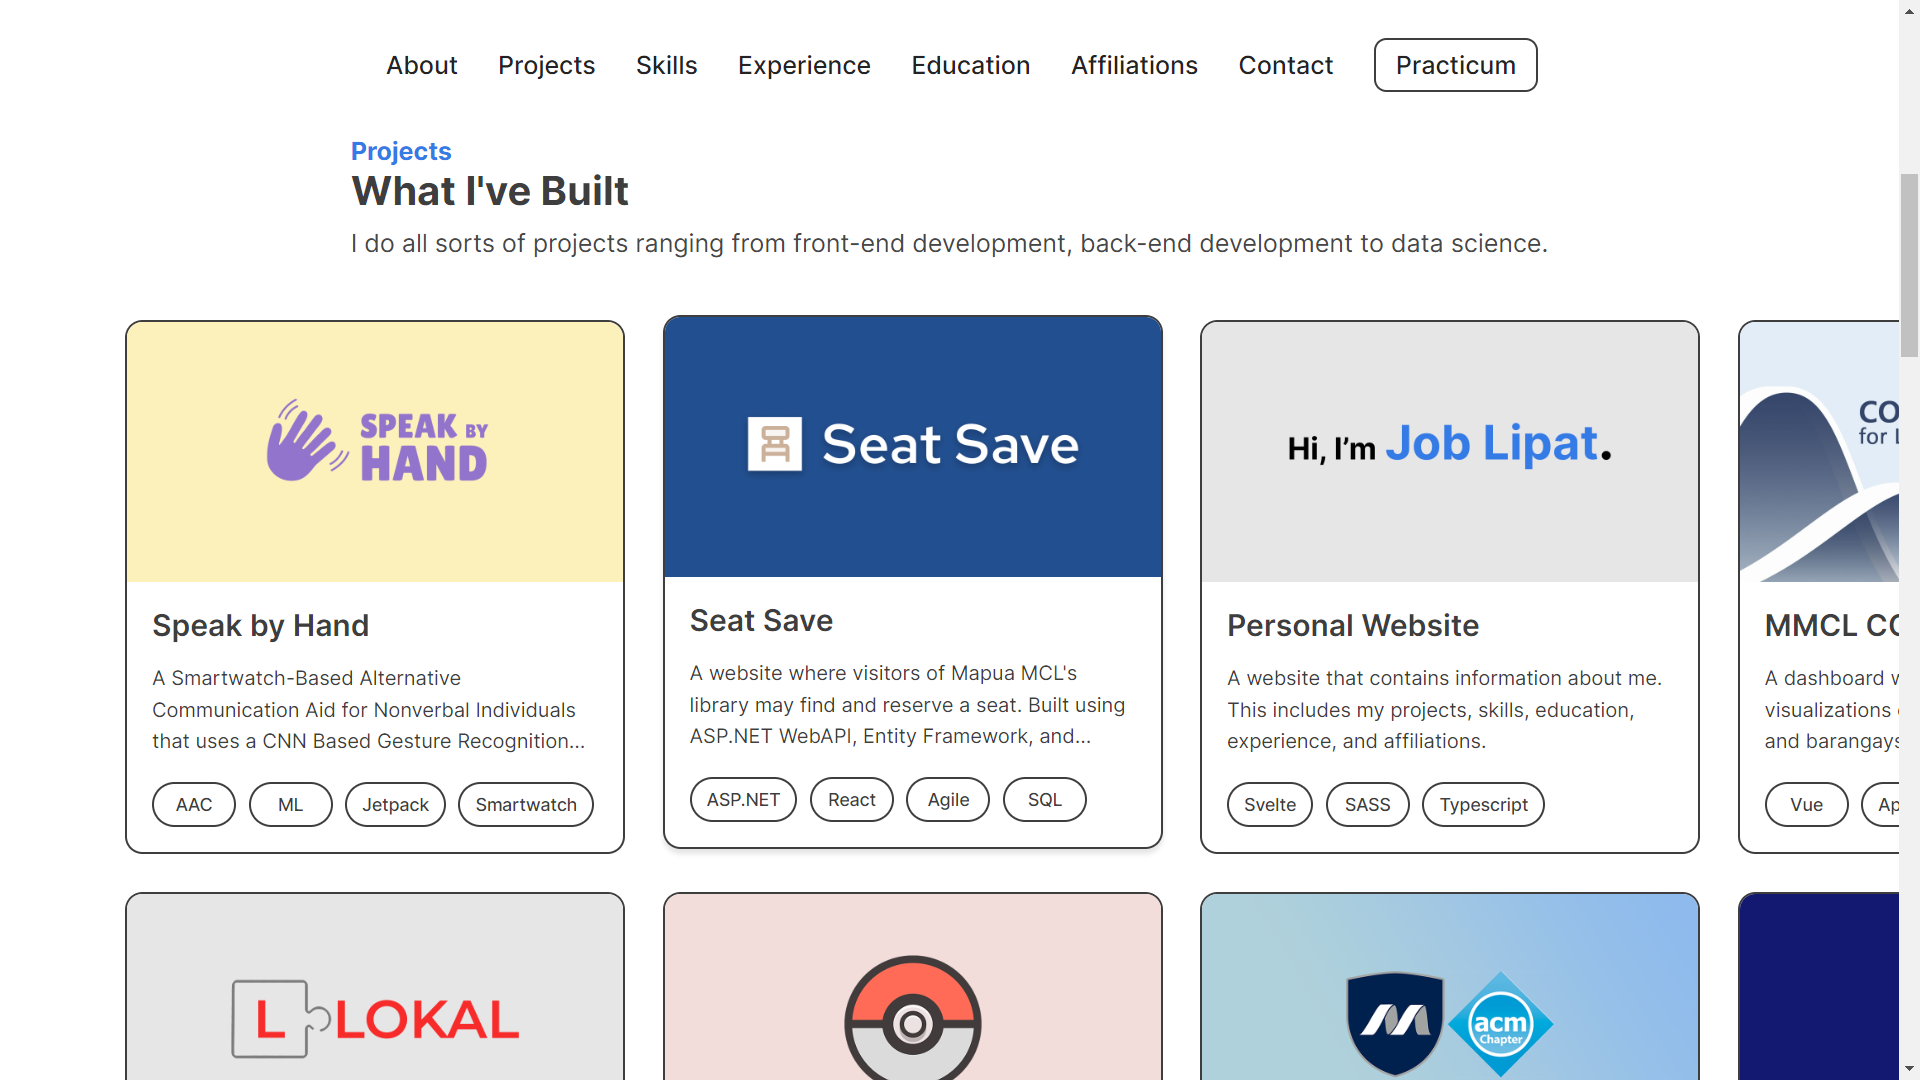 About Projects Skills Experience Education Affiliations Contact Practicum
Projects
What I've Built
I do all sorts of projects ranging from front-end development, back-end development to data science.
SPEAK BY
HAND
Speak by Hand
A Smartwatch-Based Alternative
Communication Aid for Nonverbal Individuals
that uses a CNN Based Gesture Recognition...
AAC ML Jetpack Smartwatch
Seat Save
Seat Save
A website where visitors of Mapua MCL's
library may find and reserve a seat. Built using
ASP.NET WebAPI, Entity Framework, and...
ASP.NET React Agile SQL
Hi, I'm Job Lipat.
Personal Website
A website that contains information about me.
This includes my projects, skills, education,
experience, and affiliations.
Svelte SASS Typescript
CO
for L
MMCL CO
A dashboard
visualizations
and barangays
Vue Ap
L LOKAL
acm
Chapter